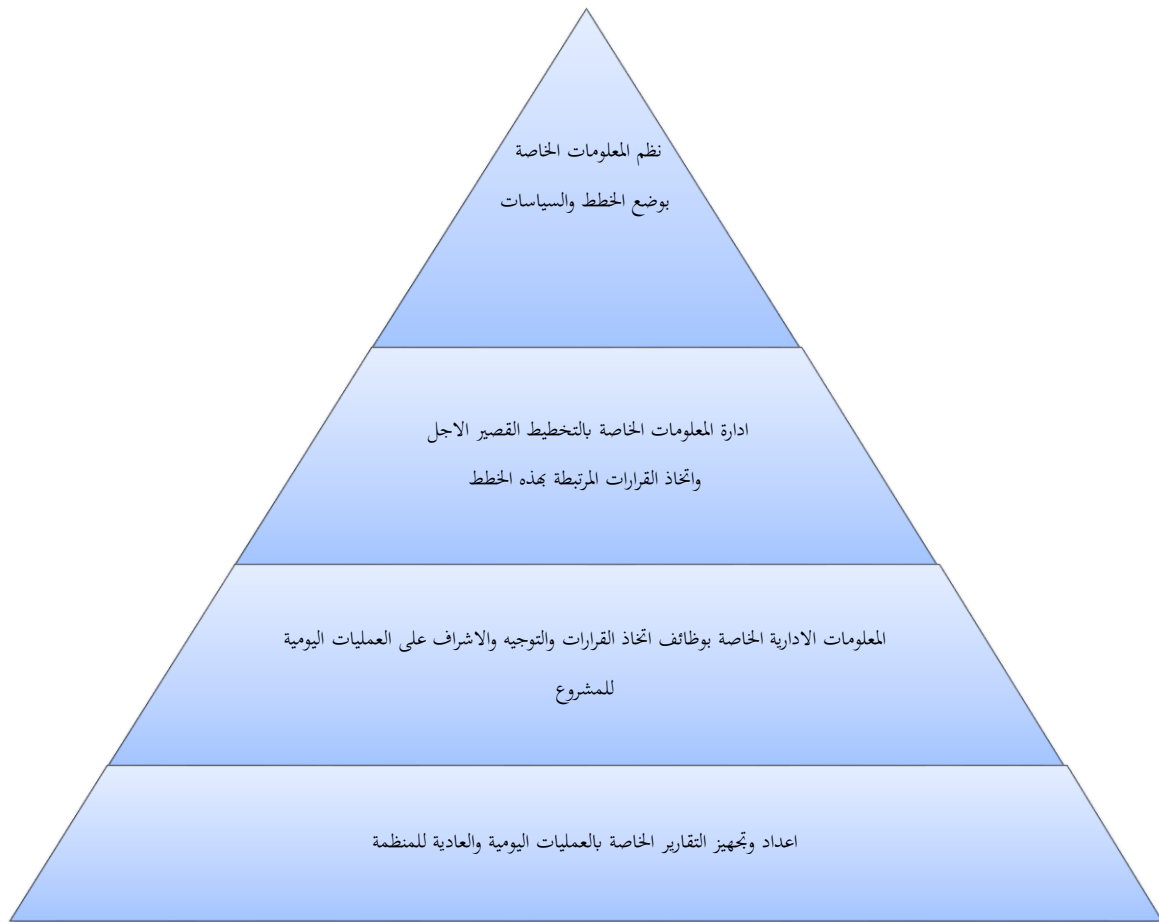 نظم المعلومات الخاصة
بوضع الخطط والسياسات
ادارة المعلومات الخاصة بالتخطيط القصير الاجل
واتخاذ القرارات المرتبطة بهذه الخطط
المعلومات الادارية الخاصة بوظائف اتخاذ القرارات والتوجيه والاشراف على العمليات اليومية
للمشروع
اعداد وتجهيز التقارير الخاصة بالعمليات اليومية والعادية للمنظمة